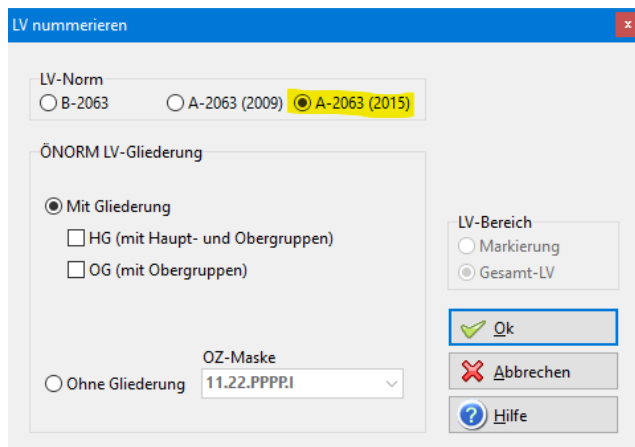 LV nummerieren
x
LV-Norm
B-2063 A-2063 (2009) A-2063 (2015)
ÖNORM LV-Gliederung
Mit Gliederung
HG (mit Haupt- und Obergruppen)
OG (mit Obergruppen)
OZ-Maske
Ohne Gliederung 11.22.PPPP.I
LV-Bereich
Markierung
Gesamt-LV
Ok
Abbrechen
? Hilfe